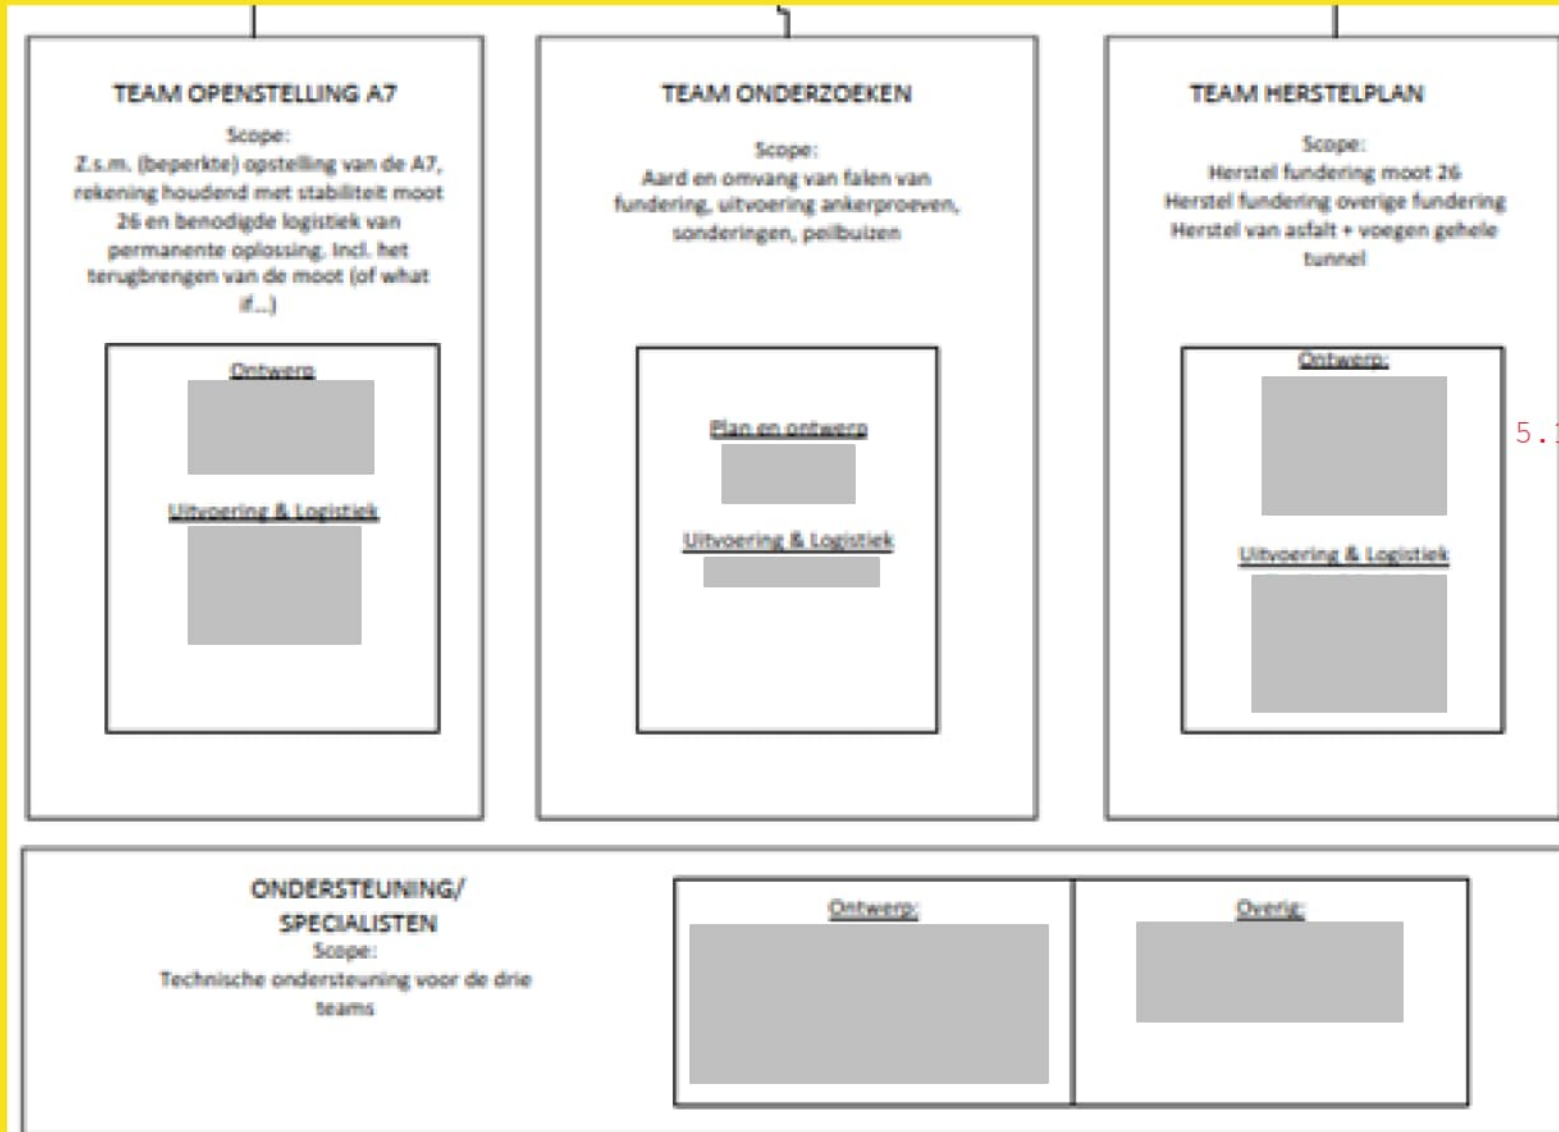 TEAM OPENSTELLING A7
Scope:
Z.s.m. (beperkte) opstelling van de A7,
rekening houdend met stabiliteit moot
26 en benodigde logistiek van
permanente oplossing. Incl. het
terugbrengen van de moot (of what
if...)
Ontwerp
Uitvoering & Logistiek
TEAM ONDERZOEKEN
Scope:
Aard en omvang van falen van
fundering, uitvoering ankerproeven,
sonderingen, peilbuizen
Plan en ontwerp
Uitvoering & Logistiek
TEAM HERSTELPLAN
Scope:
Herstel fundering moot 26
Herstel fundering overige fundering
Herstel van asfalt + voegen gehele
tunnel
Ontwerp:
Uitvoering & Logistiek
ONDERSTEUNING/
SPECIALISTEN
Scope:
Technische ondersteuning voor de drie
teams
Ontwerp:
Overig: